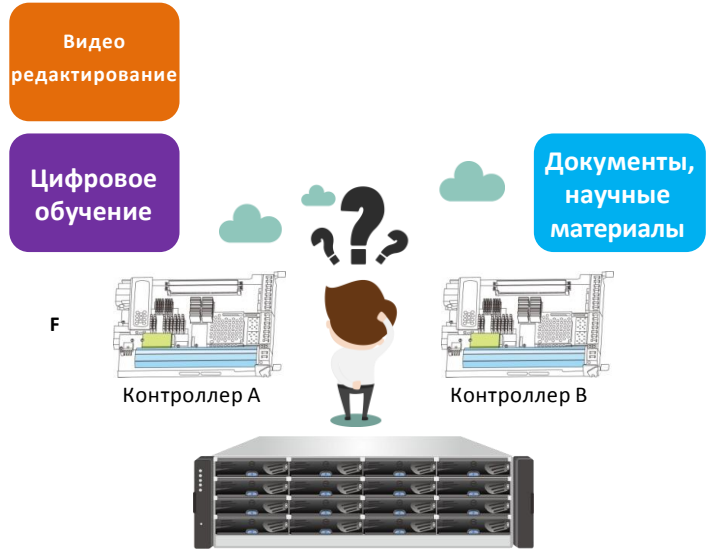 Видео
редактирование
Цифровое
обучение
Документы,
научные
материалы
???
F
Контроллер A
Контроллер B